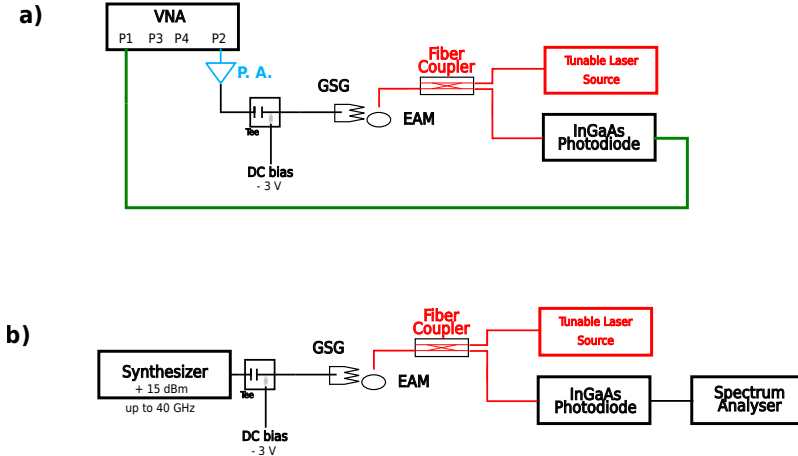 a)
VNA
P1 P3 P4 P2
P. A.
Tee
DC bias
- 3 V
GSG
EAM
Fiber
Coupler
Tunable Laser
Source
InGaAs
Photodiode
b)
Synthesizer
+ 15 dBm
up to 40 GHz
Tee
DC bias
- 3 V
GSG
EAM
Fiber
Coupler
Tunable Laser
Source
InGaAs
Photodiode
Spectrum
Analyser